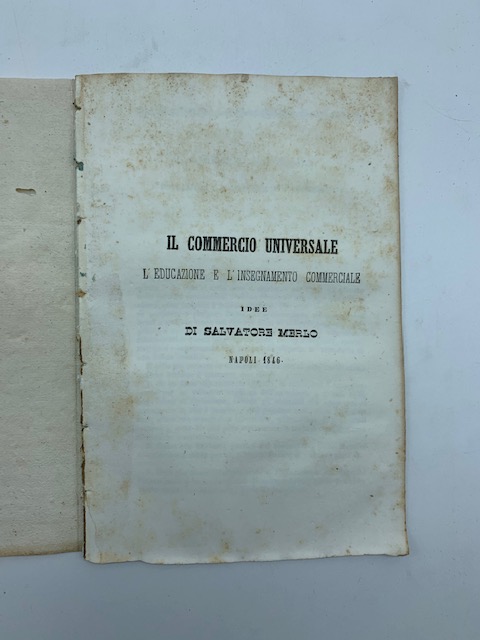 IL COMMERCIO UNIVERSALE
L'EDUCAZIONE E L'INSEGNAMENTO COMMERCIALE
IDEE
DI SALVATORE MERLO
NAPOLI 1846